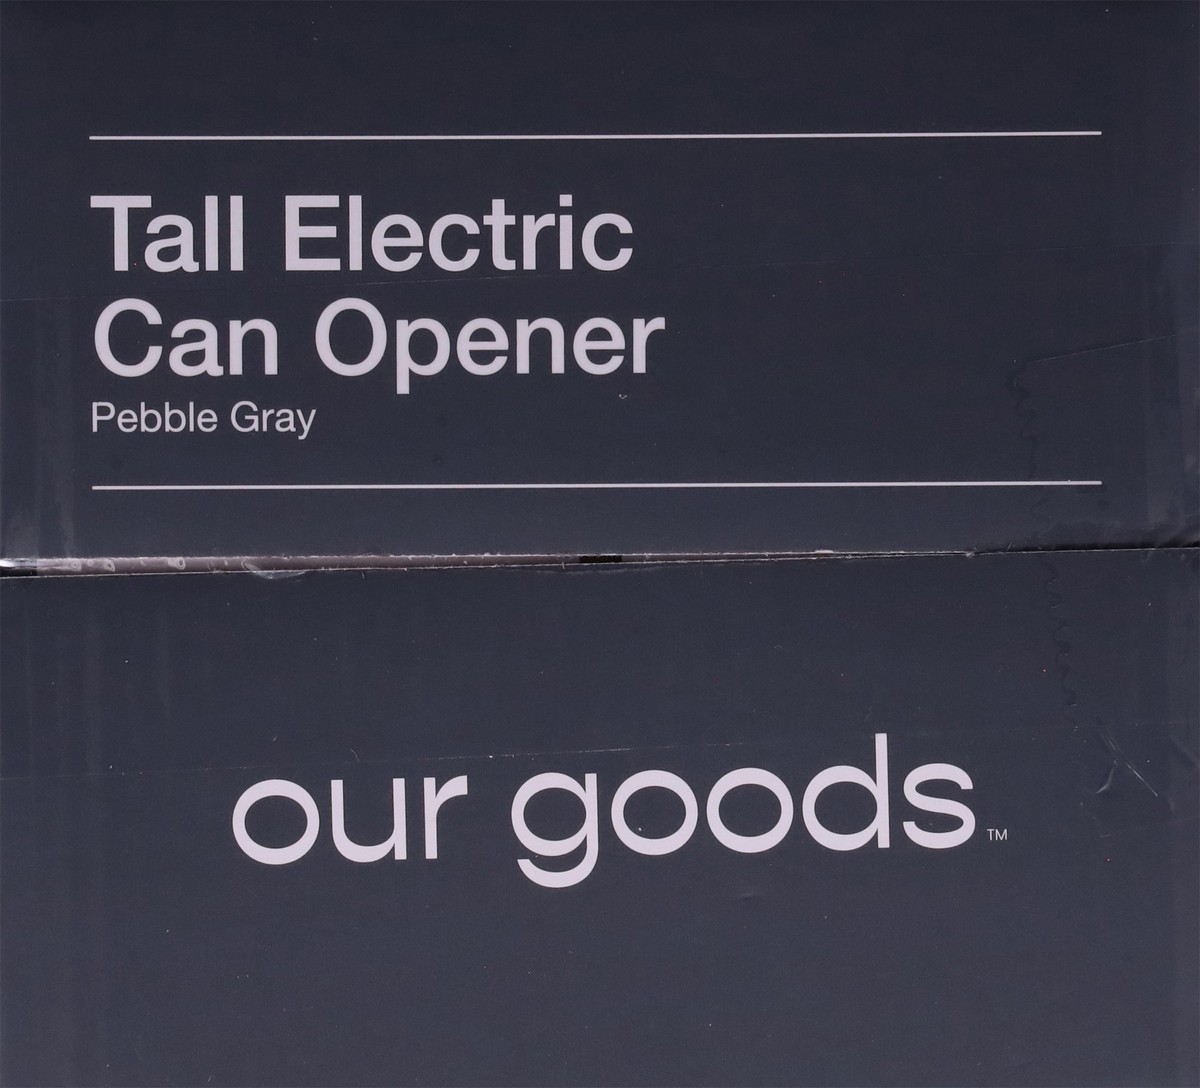 Tall Electric
Can Opener
Pebble Gray
our goods™